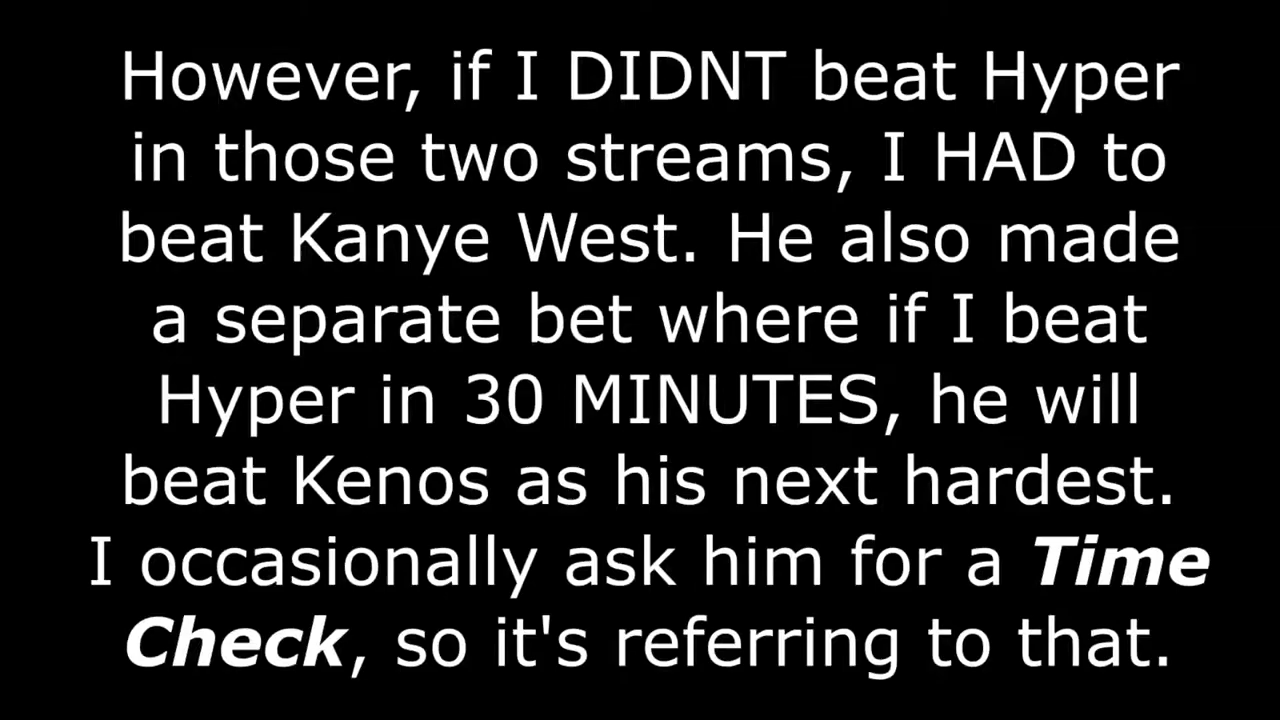 However, if I DIDNT beat Hyper
in those two streams, I HAD to
beat Kanye West. He also made
a separate bet where if I beat
Hyper in 30 MINUTES, he will
beat Kenos as his next hardest.
I occasionally ask him for a Time
Check, so it's referring to that.